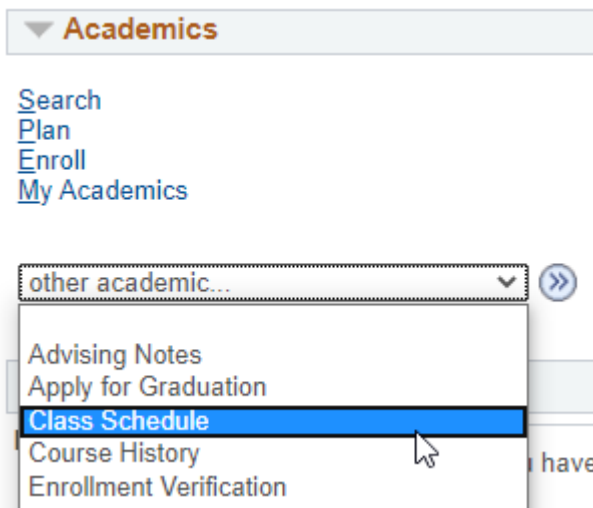 Academics
Search
Plan
Enroll
My Academics
other academic...
Advising Notes
Apply for Graduation
Class Schedule
Course History
have
Enrollment Verification